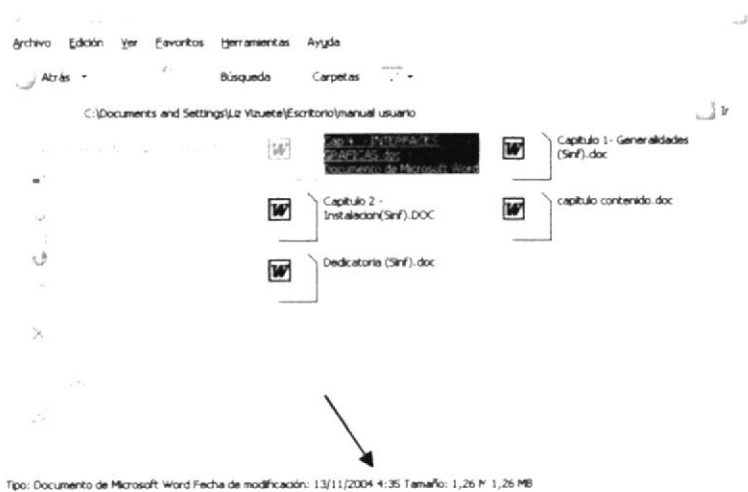 Archivo Edición Ver Favoritos Herramientas Ayuda
Atrás Búsqueda Carpetas
C:\Documents and Settings\Liz Vizuete\Escritorio\manual usuario Ir
Cap 4 - INTERFACES
GRAFICAS.doc
Documento de Microsoft Word
Capitulo 1- Generalidades
(Sinf).doc
Capitulo 2 -
Instalacion(Sinf).DOC
capitulo contenido.doc
Dedicatoria (Sinf).doc
Tipo: Documento de Microsoft Word Fecha de modificación: 13/11/2004 4:35 Tamaño: 1,26 M 1,26 MB